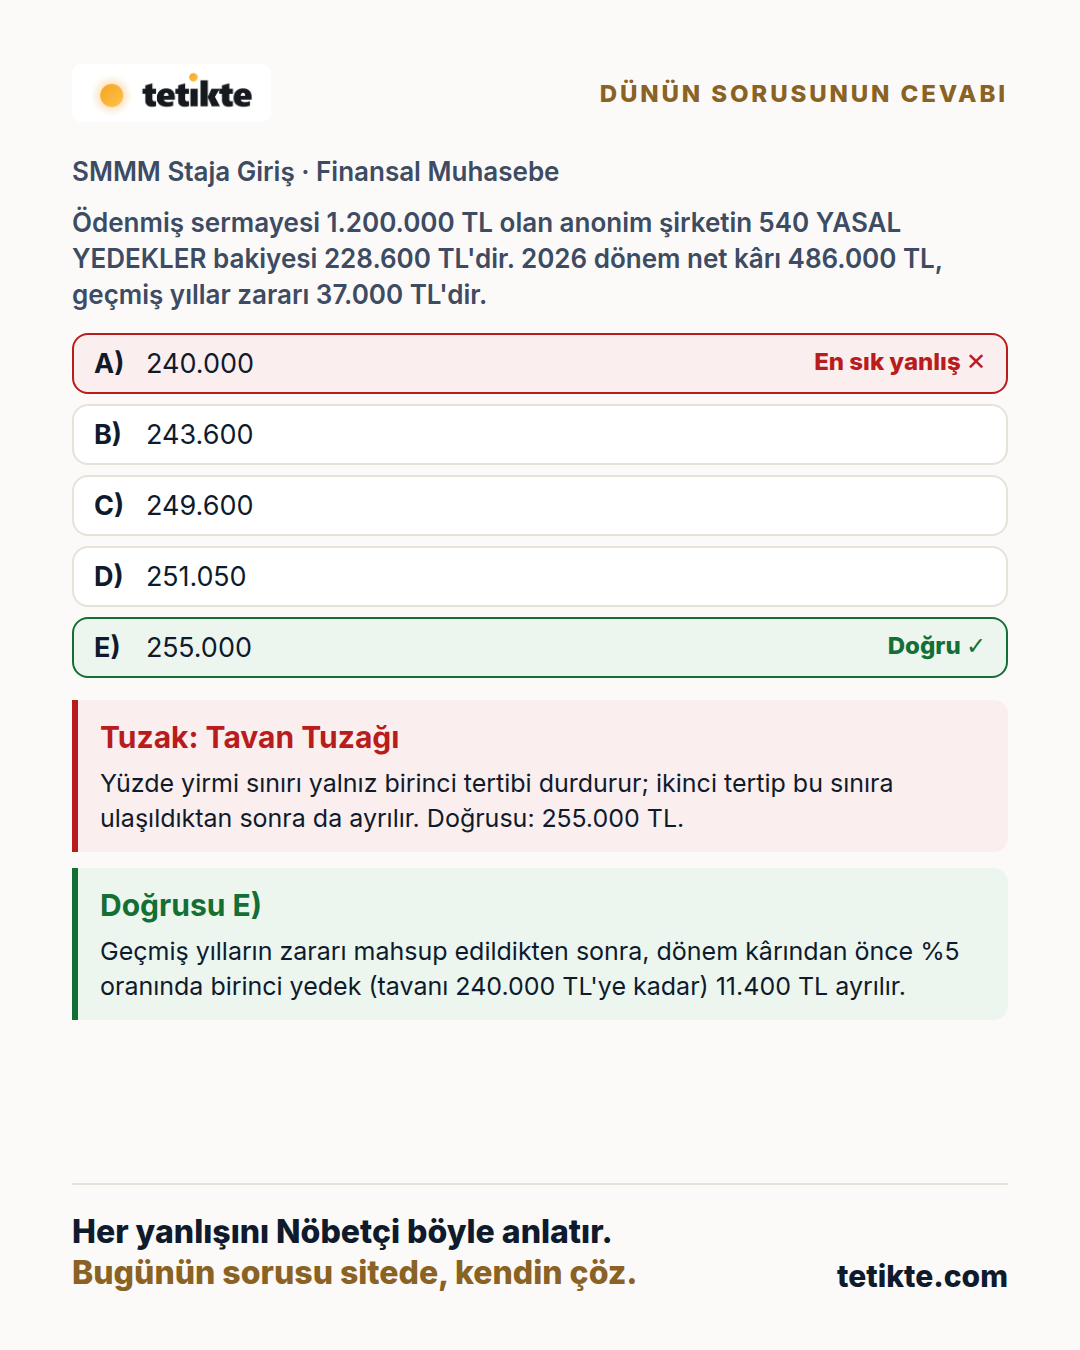 tetikte
DÜNÜN SORUSUNUN CEVABI
SMMM Staja Giriş · Finansal Muhasebe
Ödenmiş sermayesi 1.200.000 TL olan anonim şirketin 540 YASAL
YEDEKLER bakiyesi 228.600 TL'dir. 2026 dönem net kârı 486.000 TL,
geçmiş yıllar zararı 37.000 TL'dir.
A) 240.000 En sık yanlış ✕
B) 243.600
C) 249.600
D) 251.050
E) 255.000 Doğru ✓
Tuzak: Tavan Tuzağı
Yüzde yirmi sınırı yalnız birinci tertibi durdurur; ikinci tertip bu sınıra
ulaşıldıktan sonra da ayrılır. Doğrusu: 255.000 TL.
Doğrusu E)
Geçmiş yılların zararı mahsup edildikten sonra, dönem kârından önce %5
oranında birinci yedek (tavanı 240.000 TL'ye kadar) 11.400 TL ayrılır.
Her yanlışını Nöbetçi böyle anlatır.
Bugünün sorusu sitede, kendin çöz.
tetikte.com